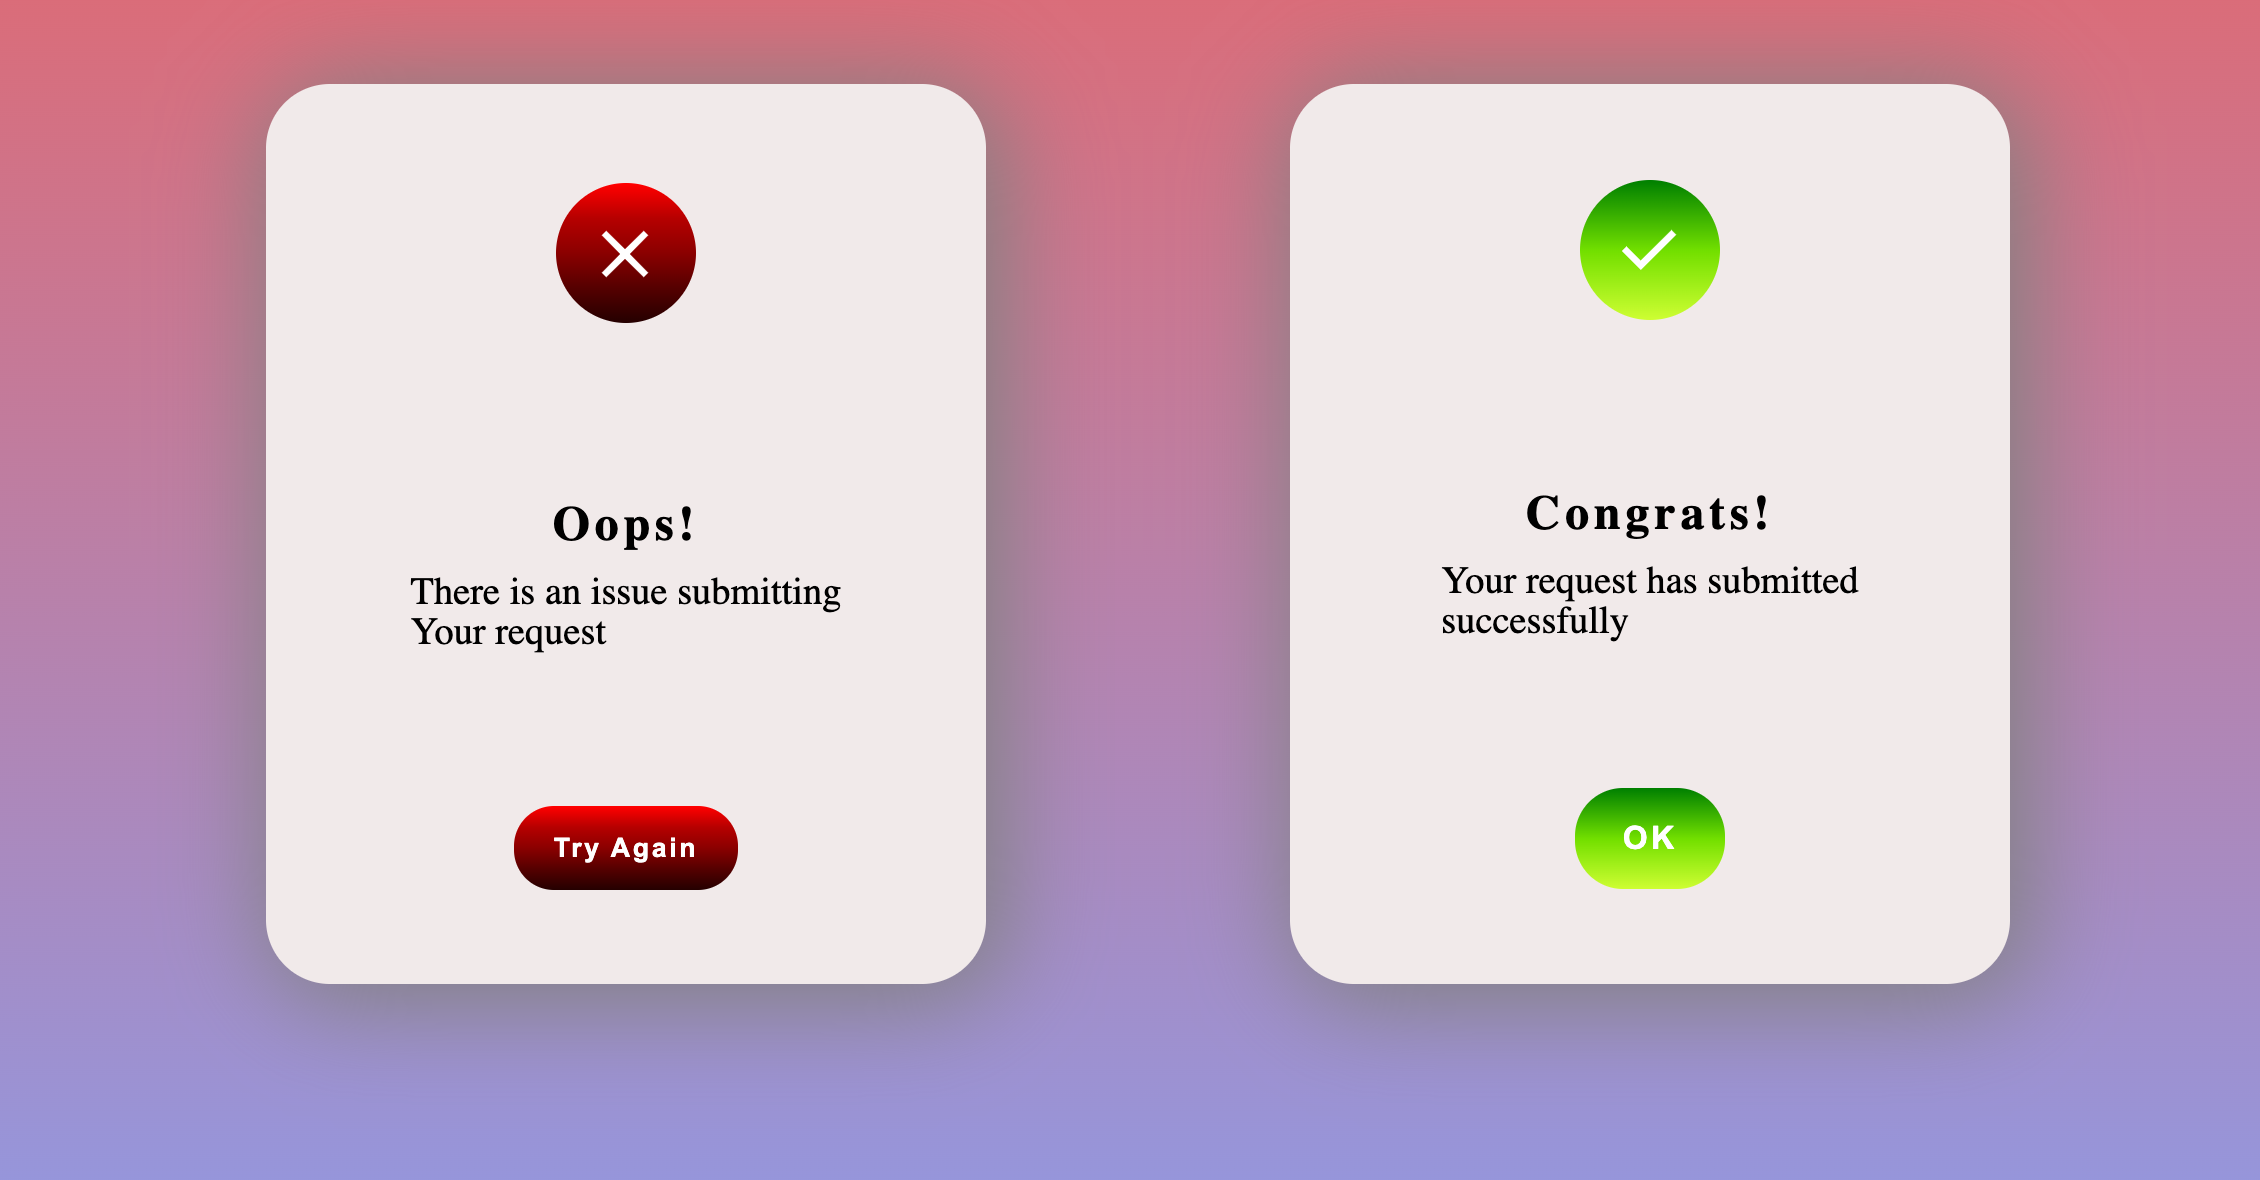 Oops!
There is an issue submitting
Your request
Try Again
Congrats!
Your request has submitted
successfully
OK